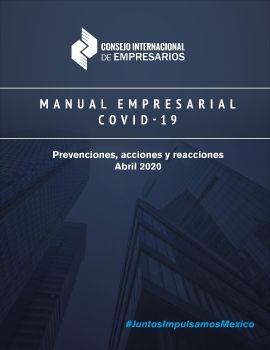 CONSEJO INTERNACIONAL
DE EMPRESARIOS
MANUAL EMPRESARIAL
COVID-19
Prevenciones, acciones y reacciones
Abril 2020
#JuntosImpulsamosMexico